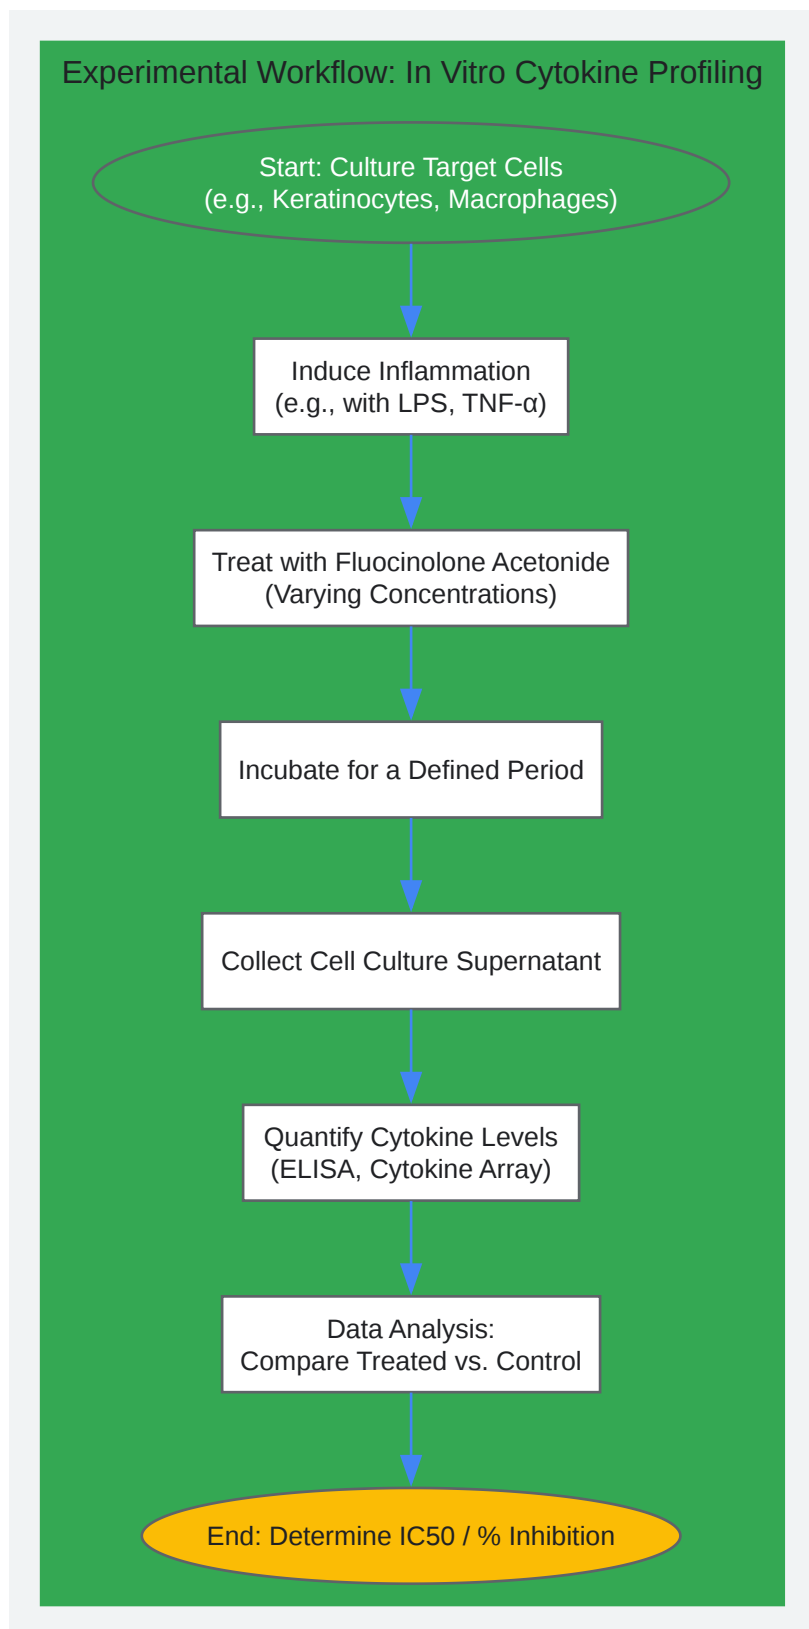 Experimental Workflow: In Vitro Cytokine Profiling
Start: Culture Target Cells
(e.g., Keratinocytes, Macrophages)
Induce Inflammation
(e.g., with LPS, TNF-α)
Treat with Fluocinolone Acetonide
(Varying Concentrations)
Incubate for a Defined Period
Collect Cell Culture Supernatant
Quantify Cytokine Levels
(ELISA, Cytokine Array)
Data Analysis:
Compare Treated vs. Control
End: Determine IC50 / % Inhibition